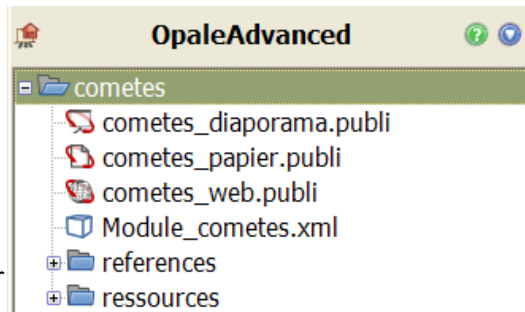 OpaleAdvanced
cometes
cometes_diaporama.publi
cometes_papier.publi
cometes_web.publi
Module_cometes.xml
references
ressources